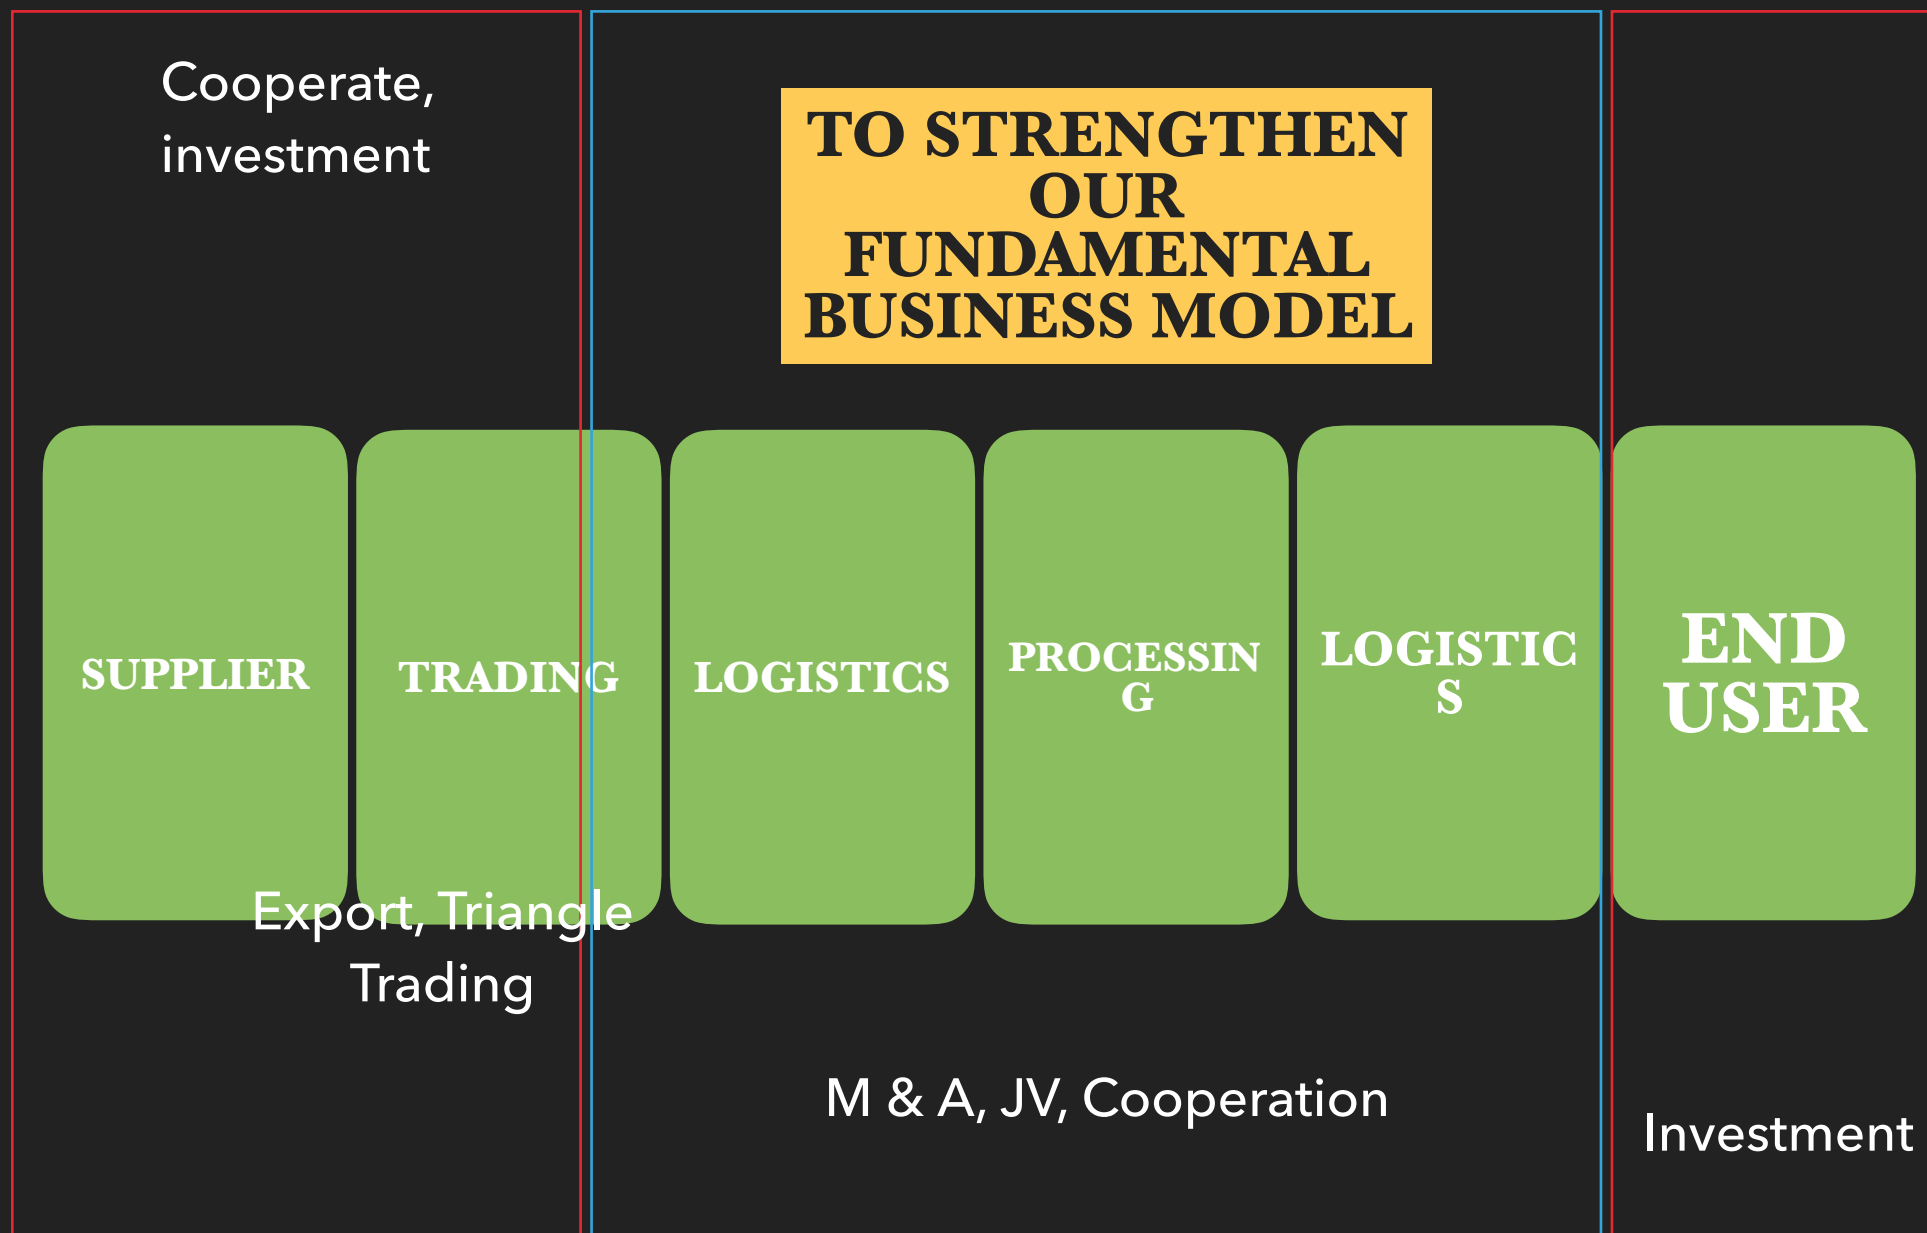 Cooperate,
investment
TO STRENGTHEN
OUR
FUNDAMENTAL
BUSINESS MODEL
SUPPLIER
TRADING
LOGISTICS
PROCESSIN
G
LOGISTIC
S
END
USER
Export, Triangle
Trading
M & A, JV, Cooperation
Investment